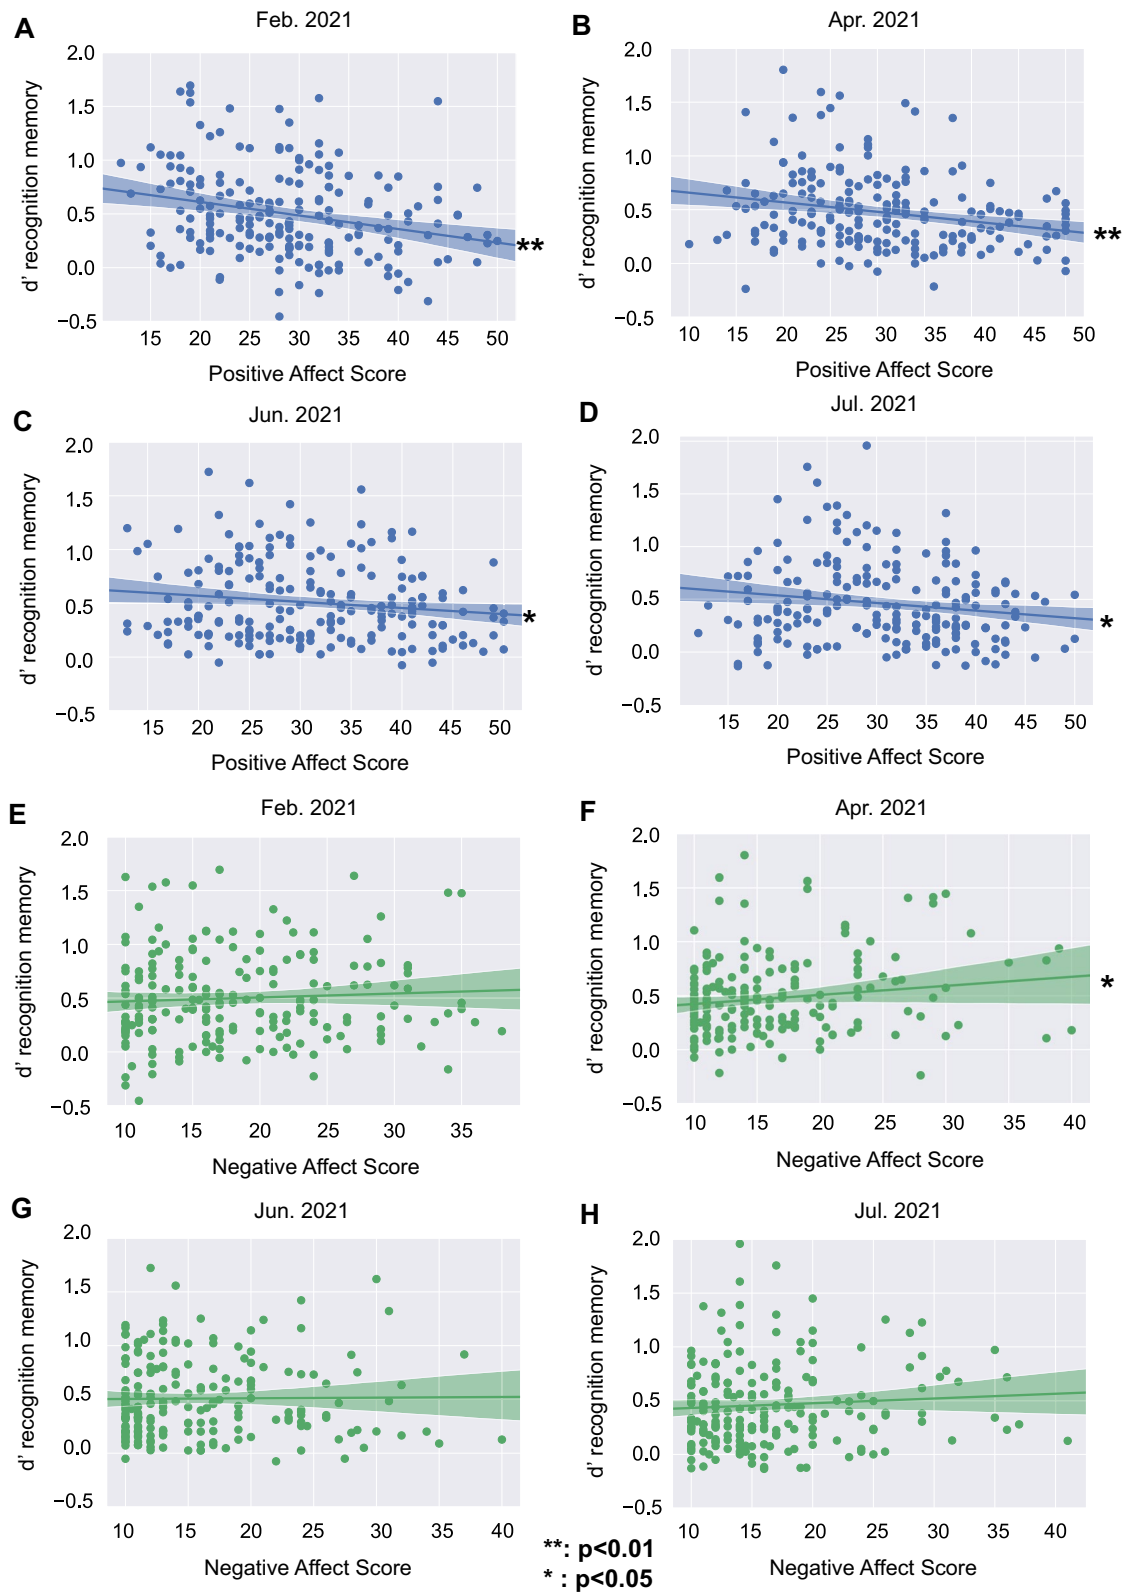 A
Feb. 2021
d' recognition memory
2.0
1.5
1.0
0.5
0.0
−0.5
15 20 25 30 35 40 45 50
Positive Affect Score
**
B
Apr. 2021
d' recognition memory
2.0
1.5
1.0
0.5
0.0
−0.5
10 15 20 25 30 35 40 45 50
Positive Affect Score
**
C
Jun. 2021
d' recognition memory
2.0
1.5
1.0
0.5
0.0
−0.5
15 20 25 30 35 40 45 50
Positive Affect Score
*
D
Jul. 2021
d' recognition memory
2.0
1.5
1.0
0.5
0.0
−0.5
15 20 25 30 35 40 45 50
Positive Affect Score
*
E
Feb. 2021
d' recognition memory
2.0
1.5
1.0
0.5
0.0
−0.5
10 15 20 25 30 35
Negative Affect Score
F
Apr. 2021
d' recognition memory
2.0
1.5
1.0
0.5
0.0
−0.5
10 15 20 25 30 35 40
Negative Affect Score
*
G
Jun. 2021
d' recognition memory
2.0
1.5
1.0
0.5
0.0
−0.5
10 15 20 25 30 35 40
Negative Affect Score
H
Jul. 2021
d' recognition memory
2.0
1.5
1.0
0.5
0.0
−0.5
10 15 20 25 30 35 40
Negative Affect Score
**: p<0.01
* : p<0.05